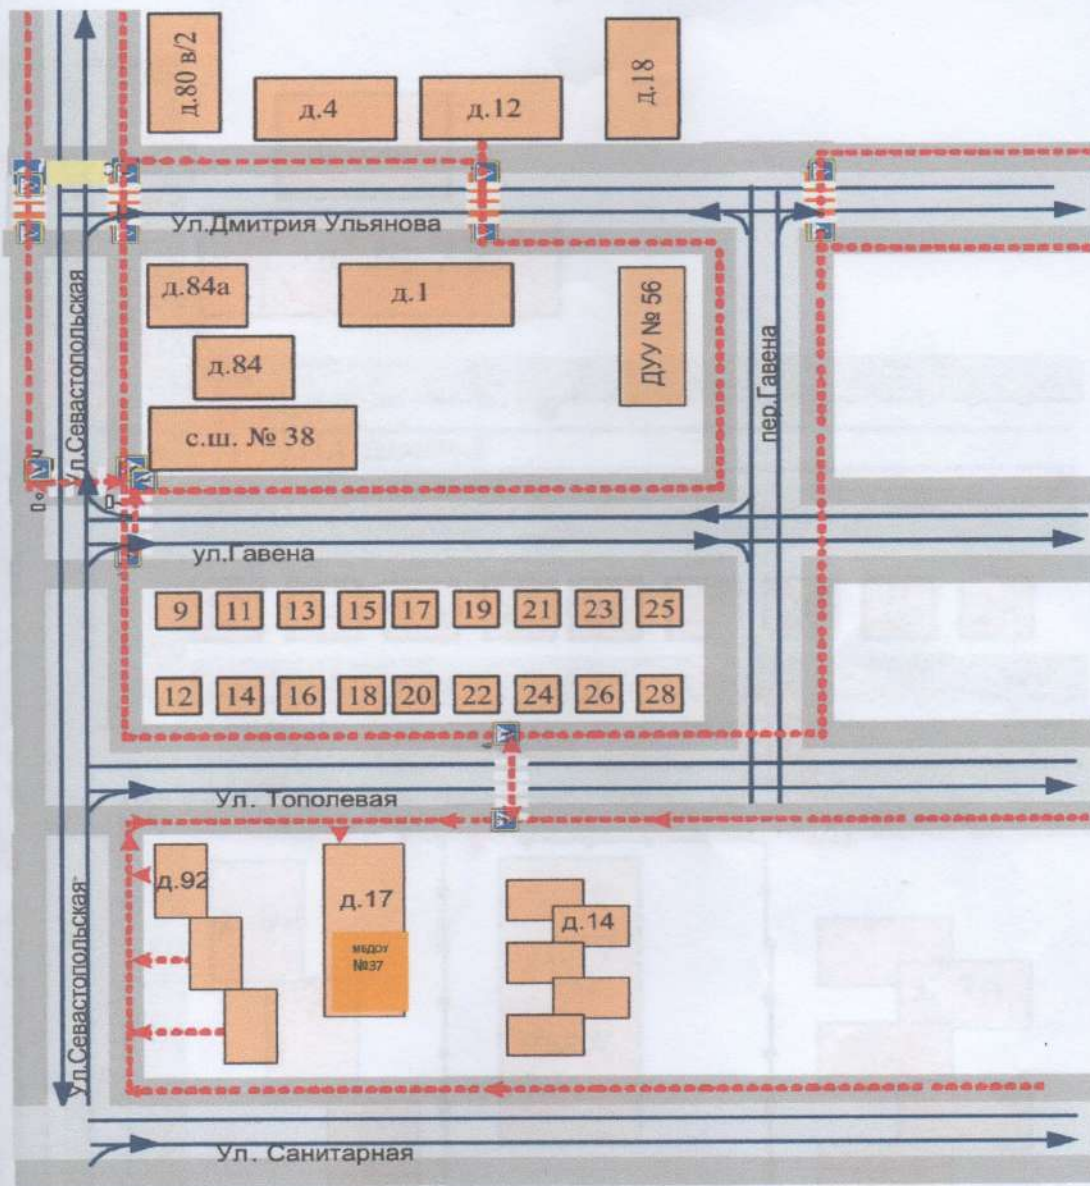 д.80 в/2
д.4
д.12
д.18
Ул.Дмитрия Ульянова
д.84а
д.1
ДУУ № 56
д.84
с.ш. № 38
Ул.Севастопольская
пер.Гавена
ул.Гавена
9 11 13 15 17 19 21 23 25
12 14 16 18 20 22 24 26 28
Ул. Тополевая
д.92
д.17
МБДОУ
№37
д.14
Ул.Севастопольская
Ул. Санитарная